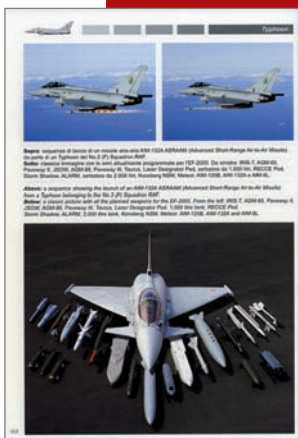 Typhoon
Sopra: sequenza di lancio di un missile aria-aria AIM-132A ASRAAM (Advanced Short-Range Air-to-Air Missile)
da parte di un Typhoon del No.3 (F) Squadron RAF.
Sotto: classica immagine con le armi attualmente programmate per l'EF-2000. Da sinistra: IRIS-T, AGM-65, Paveway II,
JSOW, AGM-88, Paveway III, Taurus, Laser Designator Pod, serbatoio da 1.000 litri, RECCE Pod,
Storm Shadow, ALARM, serbatoio da 2.000 litri, Kongsberg NSM, Meteor, AIM-120B, AIM-132A e AIM-9L.
Above: a sequence showing the launch of an AIM-132A ASRAAM (Advanced Short-Range Air-to-Air Missile)
from a Typhoon belonging to the No.3 (F) Squadron RAF.
Below: a classic picture with all the planned weapons for the EF-2000. From the left: IRIS-T, AGM-65, Paveway II,
JSOW, AGM-88, Paveway III, Taurus, Laser Designator Pod, 1,000 litre tank, RECCE Pod,
Storm Shadow, ALARM, 2,000 litre tank, Kongsberg NSM, Meteor, AIM-120B, AIM-132A and AIM-9L.